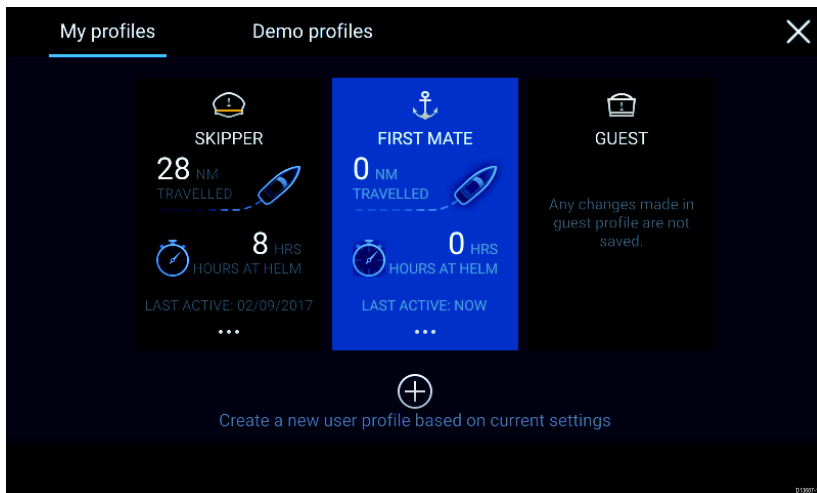 My profiles
Demo profiles
SKIPPER
28 NM
TRAVELLED
8 HRS
HOURS AT HELM
LAST ACTIVE: 02/09/2017
FIRST MATE
0 NM
TRAVELLED
0 HRS
HOURS AT HELM
LAST ACTIVE: NOW
GUEST
Any changes made in
guest profile are not
saved.
Create a new user profile based on current settings